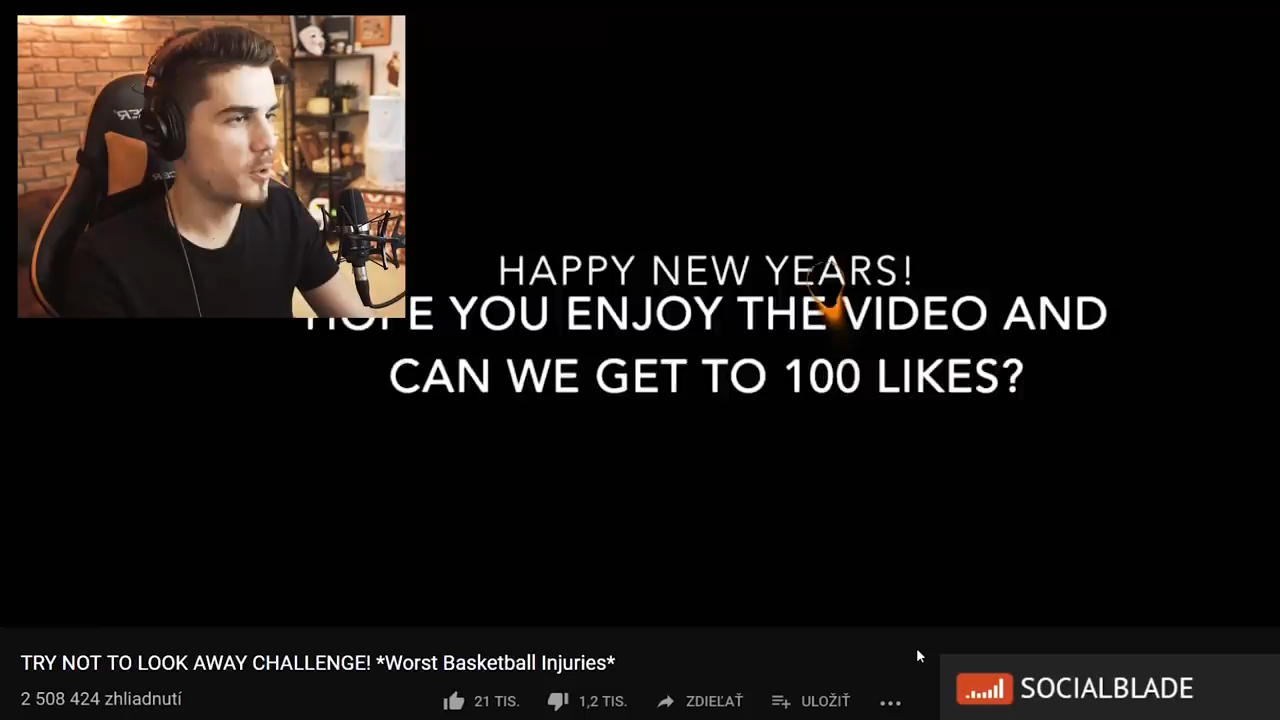 HAPPY NEW YEARS!
HOPE YOU ENJOY THE VIDEO AND
CAN WE GET TO 100 LIKES?
TRY NOT TO LOOK AWAY CHALLENGE! *Worst Basketball Injuries*
2 508 424 zhliadnutí
21 TIS.
1,2 TIS.
ZDIEĽAŤ
ULOŽIŤ
SOCIALBLADE